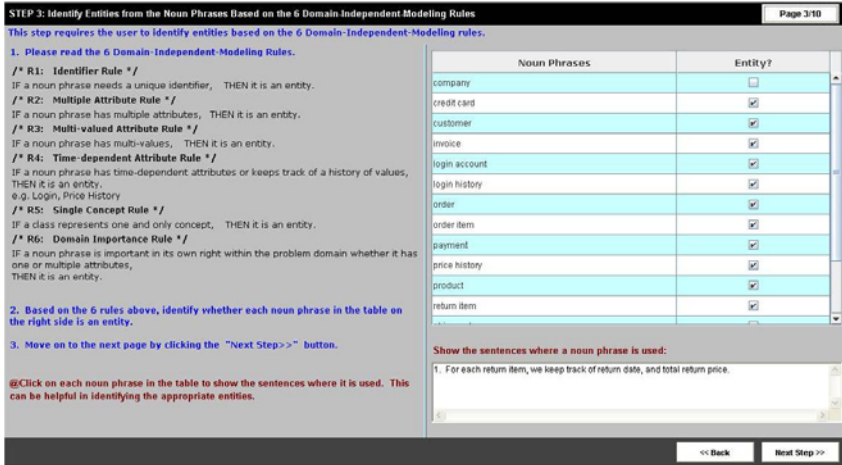 STEP 3: Identify Entities from the Noun Phrases Based on the 6 Domain-Independent-Modeling Rules
Page 3/10
This step requires the user to identify entities based on the 6 Domain-Independent-Modeling rules.
1. Please read the 6 Domain-Independent-Modeling Rules.
/* R1: Identifier Rule */
IF a noun phrase needs a unique identifier, THEN it is an entity.
/* R2: Multiple Attribute Rule */
IF a noun phrase has multiple attributes, THEN it is an entity.
/* R3: Multi-valued Attribute Rule */
IF a noun phrase has multi-values, THEN it is an entity.
/* R4: Time-dependent Attribute Rule */
IF a noun phrase has time-dependent attributes or keeps track of a history of values,
THEN it is an entity.
e.g. Login, Price History
/* R5: Single Concept Rule */
IF a class represents one and only concept, THEN it is an entity.
/* R6: Domain Importance Rule */
IF a noun phrase is important in its own right within the problem domain whether it has
one or multiple attributes,
THEN it is an entity.
2. Based on the 6 rules above, identify whether each noun phrase in the table on
the right side is an entity.
3. Move on to the next page by clicking the "Next Step>>" button.
@Click on each noun phrase in the table to show the sentences where it is used. This
can be helpful in identifying the appropriate entities.
Noun Phrases Entity?
company
credit card
customer
invoice
login account
login history
order
order item
payment
price history
product
return item
Show the sentences where a noun phrase is used:
1. For each return item, we keep track of return date, and total return price.
<< Back
Next Step >>